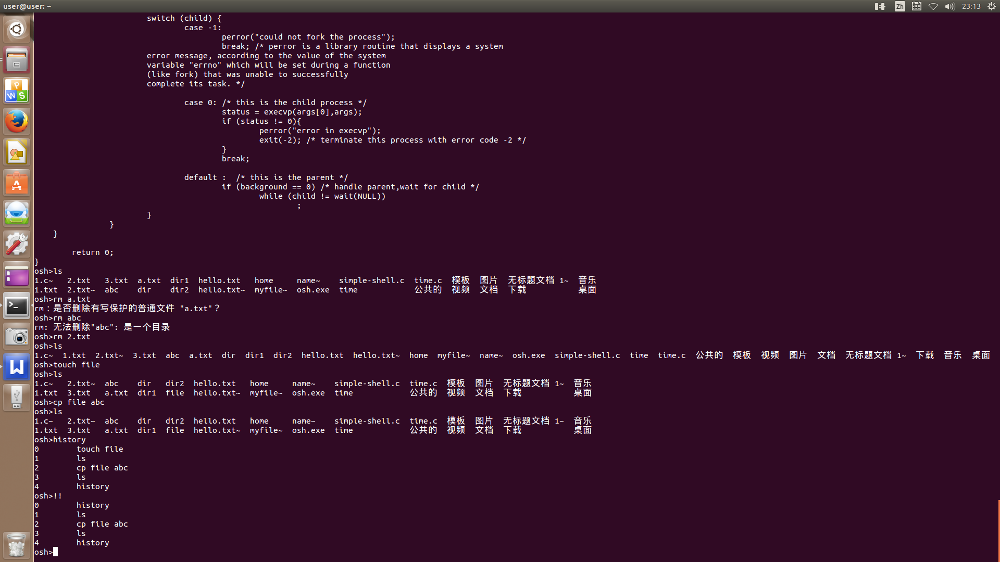 user@user: ~
Zh
23:13
switch (child) {
case -1:
perror("could not fork the process");
break; /* perror is a library routine that displays a system
error message, according to the value of the system
variable "errno" which will be set during a function
(like fork) that was unable to successfully
complete its task. */
case 0: /* this is the child process */
status = execvp(args[0],args);
if (status != 0){
perror("error in execvp");
exit(-2); /* terminate this process with error code -2 */
}
break;
default :  /* this is the parent */
if (background == 0) /* handle parent,wait for child */
while (child != wait(NULL))
;
}
}
}
return 0;
}
osh>ls
1.c~  2.txt  3.txt  a.txt  dir1  hello.txt  home  name~  simple-shell.c  time.c  模板  图片  无标题文档 1~  音乐
1.txt  2.txt~  abc  dir  dir2  hello.txt~  myfile~  osh.exe  time  公共的  视频  文档  下载  桌面
osh>rm a.txt
rm：是否删除有写保护的普通文件 "a.txt"？
osh>rm abc
rm: 无法删除"abc": 是一个目录
osh>rm 2.txt
osh>ls
1.c~  1.txt  2.txt~  3.txt  abc  a.txt  dir  dir1  dir2  hello.txt  hello.txt~  home  myfile~  name~  osh.exe  simple-shell.c  time  time.c  公共的  模板  视频  图片  文档  无标题文档 1~  下载  音乐  桌面
osh>touch file
osh>ls
1.c~  2.txt~  abc  dir  dir2  hello.txt  home  name~  simple-shell.c  time.c  模板  图片  无标题文档 1~  音乐
1.txt  3.txt  a.txt  dir1  file  hello.txt~  myfile~  osh.exe  time  公共的  视频  文档  下载  桌面
osh>cp file abc
osh>ls
1.c~  2.txt~  abc  dir  dir2  hello.txt  home  name~  simple-shell.c  time.c  模板  图片  无标题文档 1~  音乐
1.txt  3.txt  a.txt  dir1  file  hello.txt~  myfile~  osh.exe  time  公共的  视频  文档  下载  桌面
osh>history
0  touch file
1  ls
2  cp file abc
3  ls
4  history
osh>!!
0  history
1  ls
2  cp file abc
3  ls
4  history
osh>